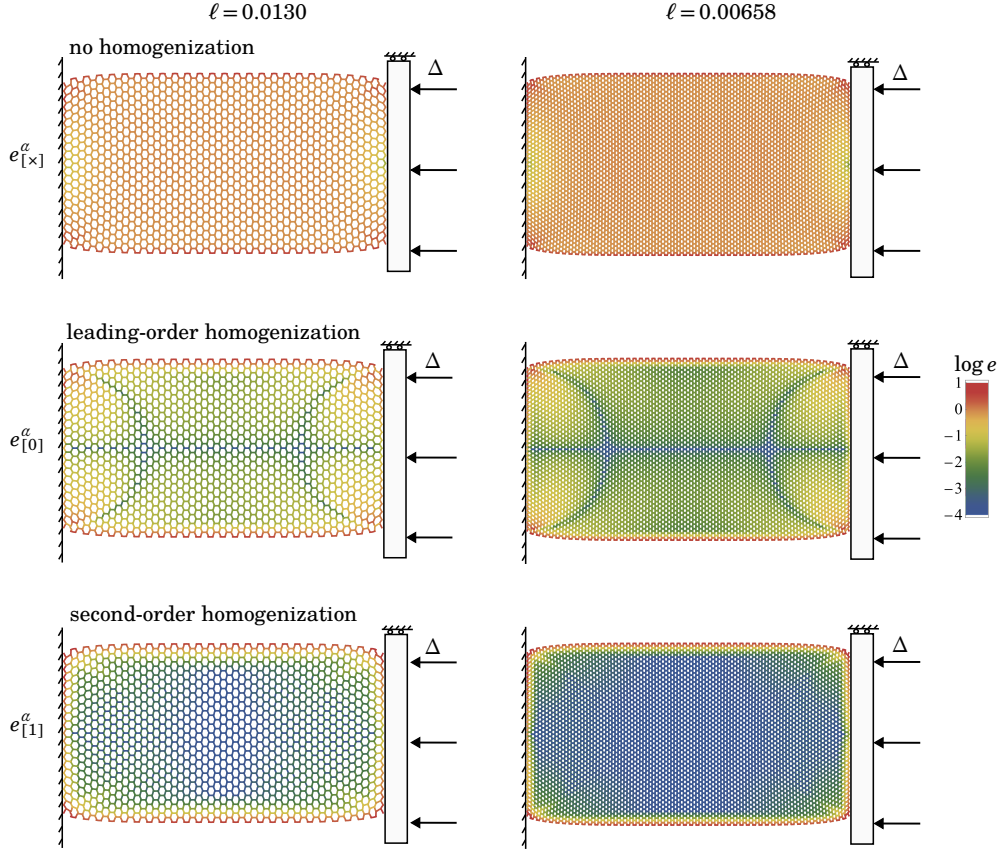 ℓ = 0.0130
ℓ = 0.00658
no homogenization
Δ
Δ
e^α_[×]
leading-order homogenization
Δ
Δ
log e
1
0
−1
−2
−3
−4
e^α_[0]
second-order homogenization
Δ
Δ
e^α_[1]